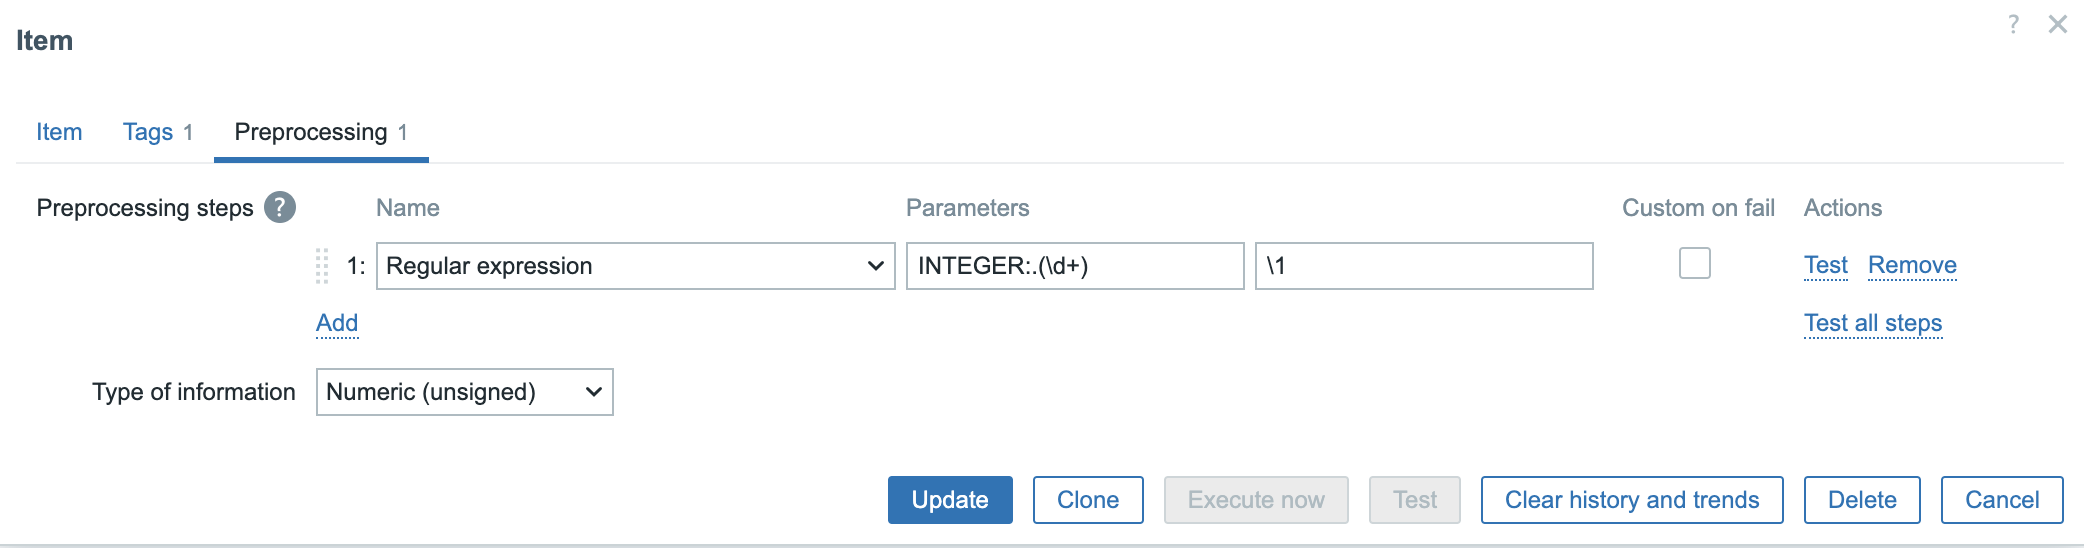 ?
Item
Item Tags 1 Preprocessing 1
Preprocessing steps ? Name Parameters Custom on fail Actions
1: Regular expression INTEGER:.(\d+) \1 Test Remove
Add Test all steps
Type of information Numeric (unsigned)
Update Clone Execute now Test Clear history and trends Delete Cancel